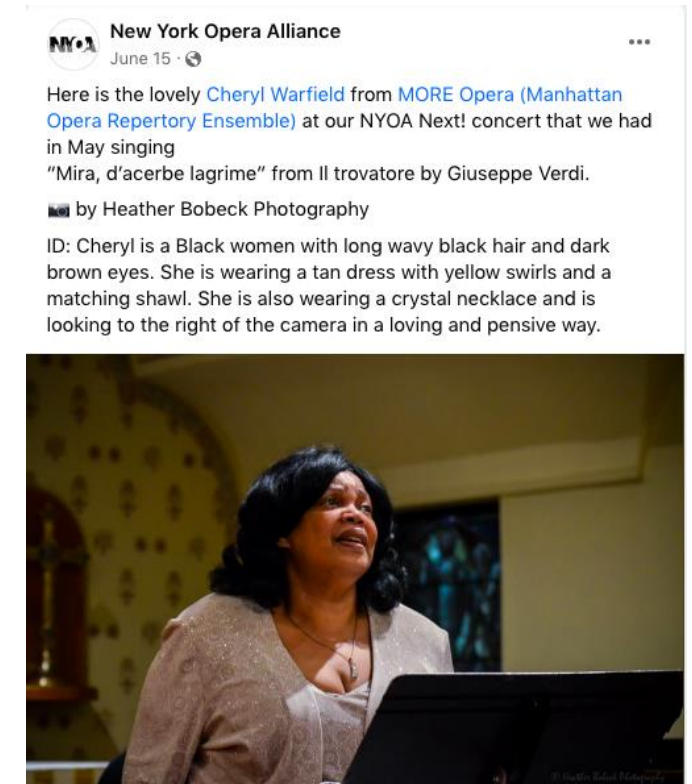 NYOA
New York Opera Alliance
June 15 ·
Here is the lovely Cheryl Warfield from MORE Opera (Manhattan
Opera Repertory Ensemble) at our NYOA Next! concert that we had
in May singing
“Mira, d’acerbe lagrime” from Il trovatore by Giuseppe Verdi.
📷 by Heather Bobeck Photography
ID: Cheryl is a Black women with long wavy black hair and dark
brown eyes. She is wearing a tan dress with yellow swirls and a
matching shawl. She is also wearing a crystal necklace and is
looking to the right of the camera in a loving and pensive way.
© Heather Bobeck Photography